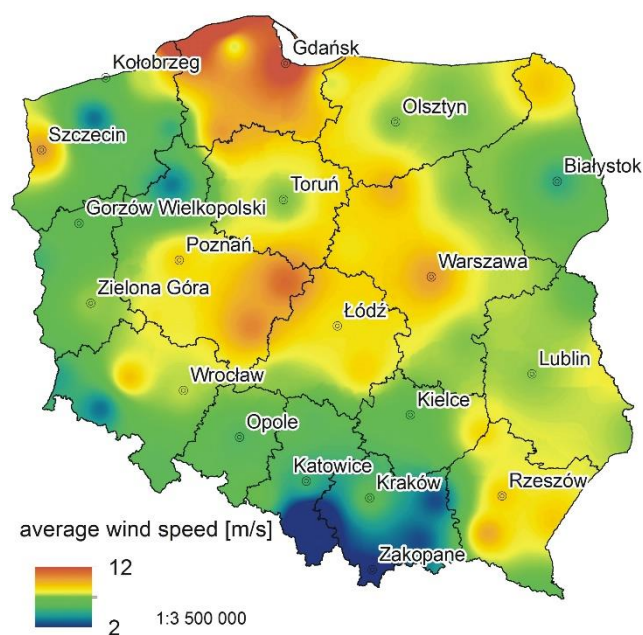 Gdańsk
Kołobrzeg
Olsztyn
Szczecin
Białystok
Toruń
Gorzów Wielkopolski
Poznań
Warszawa
Zielona Góra
Łódź
Lublin
Wrocław
Kielce
Opole
Katowice
Kraków
Rzeszów
average wind speed [m/s]
Zakopane
12
2
1:3 500 000